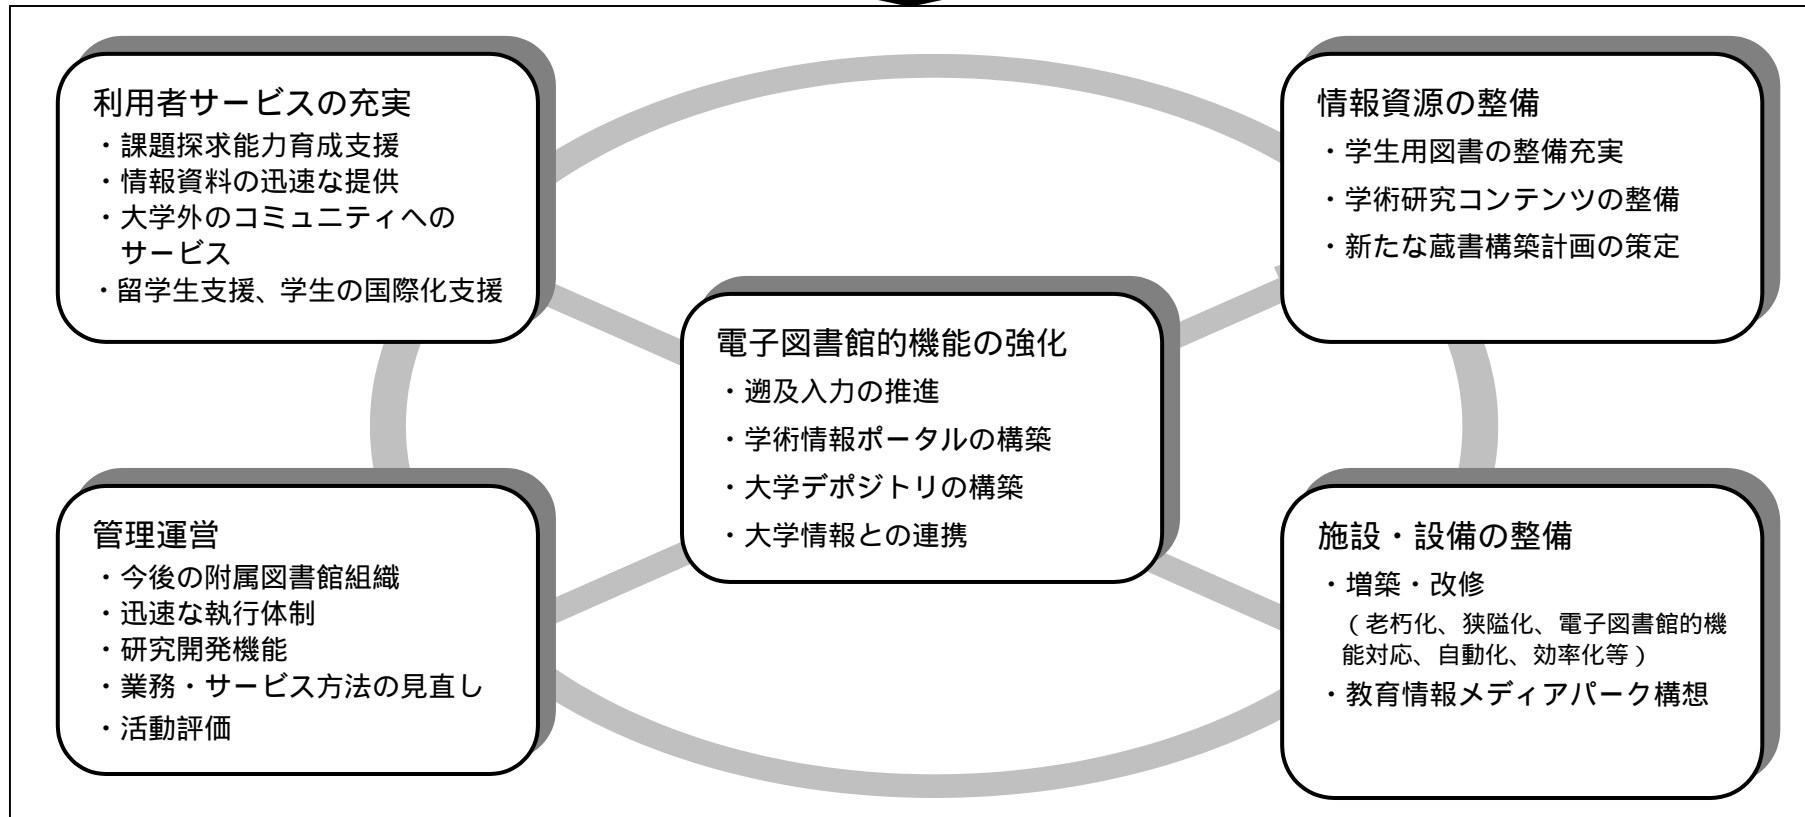 利用者サービスの充実
・課題探求能力育成支援
・情報資料の迅速な提供
・大学外のコミュニティへの
サービス
・留学生支援、学生の国際化支援
情報資源の整備
・学生用図書の整備充実
・学術研究コンテンツの整備
・新たな蔵書構築計画の策定
電子図書館的機能の強化
・遡及入力の推進
・学術情報ポータルの構築
・大学デポジトリの構築
・大学情報との連携
管理運営
・今後の附属図書館組織
・迅速な執行体制
・研究開発機能
・業務・サービス方法の見直し
・活動評価
施設・設備の整備
・増築・改修
（老朽化、狭隘化、電子図書館的機
能対応、自動化、効率化等）
・教育情報メディアパーク構想